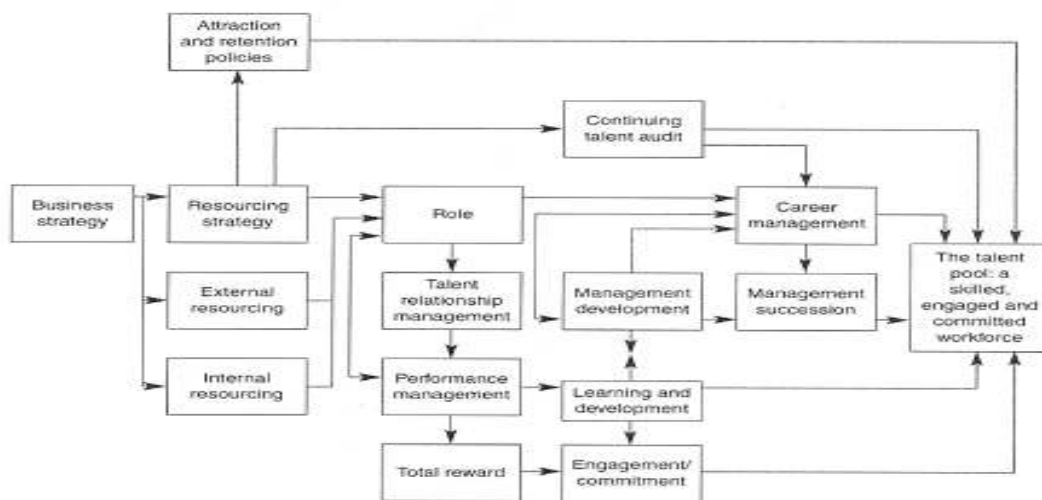 Attraction
and retention
policies
Continuing
talent audit
Business
strategy
Resourcing
strategy
Role
Career
management
External
resourcing
Talent
relationship
management
Management
development
Management
succession
The talent
pool: a
skilled,
engaged and
committed
workforce
Internal
resourcing
Performance
management
Learning and
development
Total reward
Engagement/
commitment